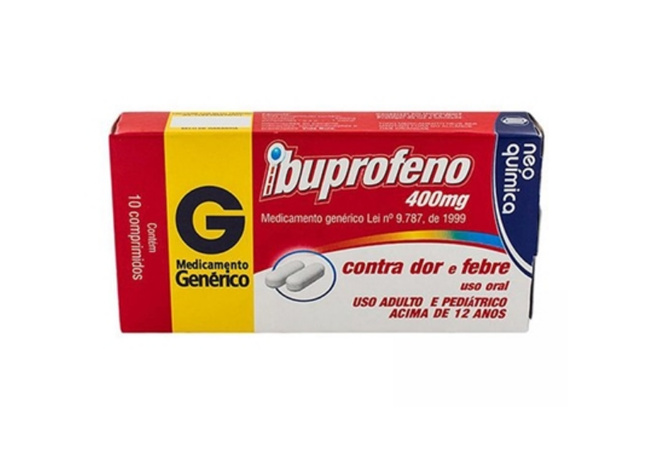 Contém
10 comprimidos
G
Medicamento
Genérico
ibuprofeno
400mg
Medicamento genérico Lei nº 9.787, de 1999
contra dor e febre
uso oral
USO ADULTO E PEDIÁTRICO
ACIMA DE 12 ANOS
neo
química